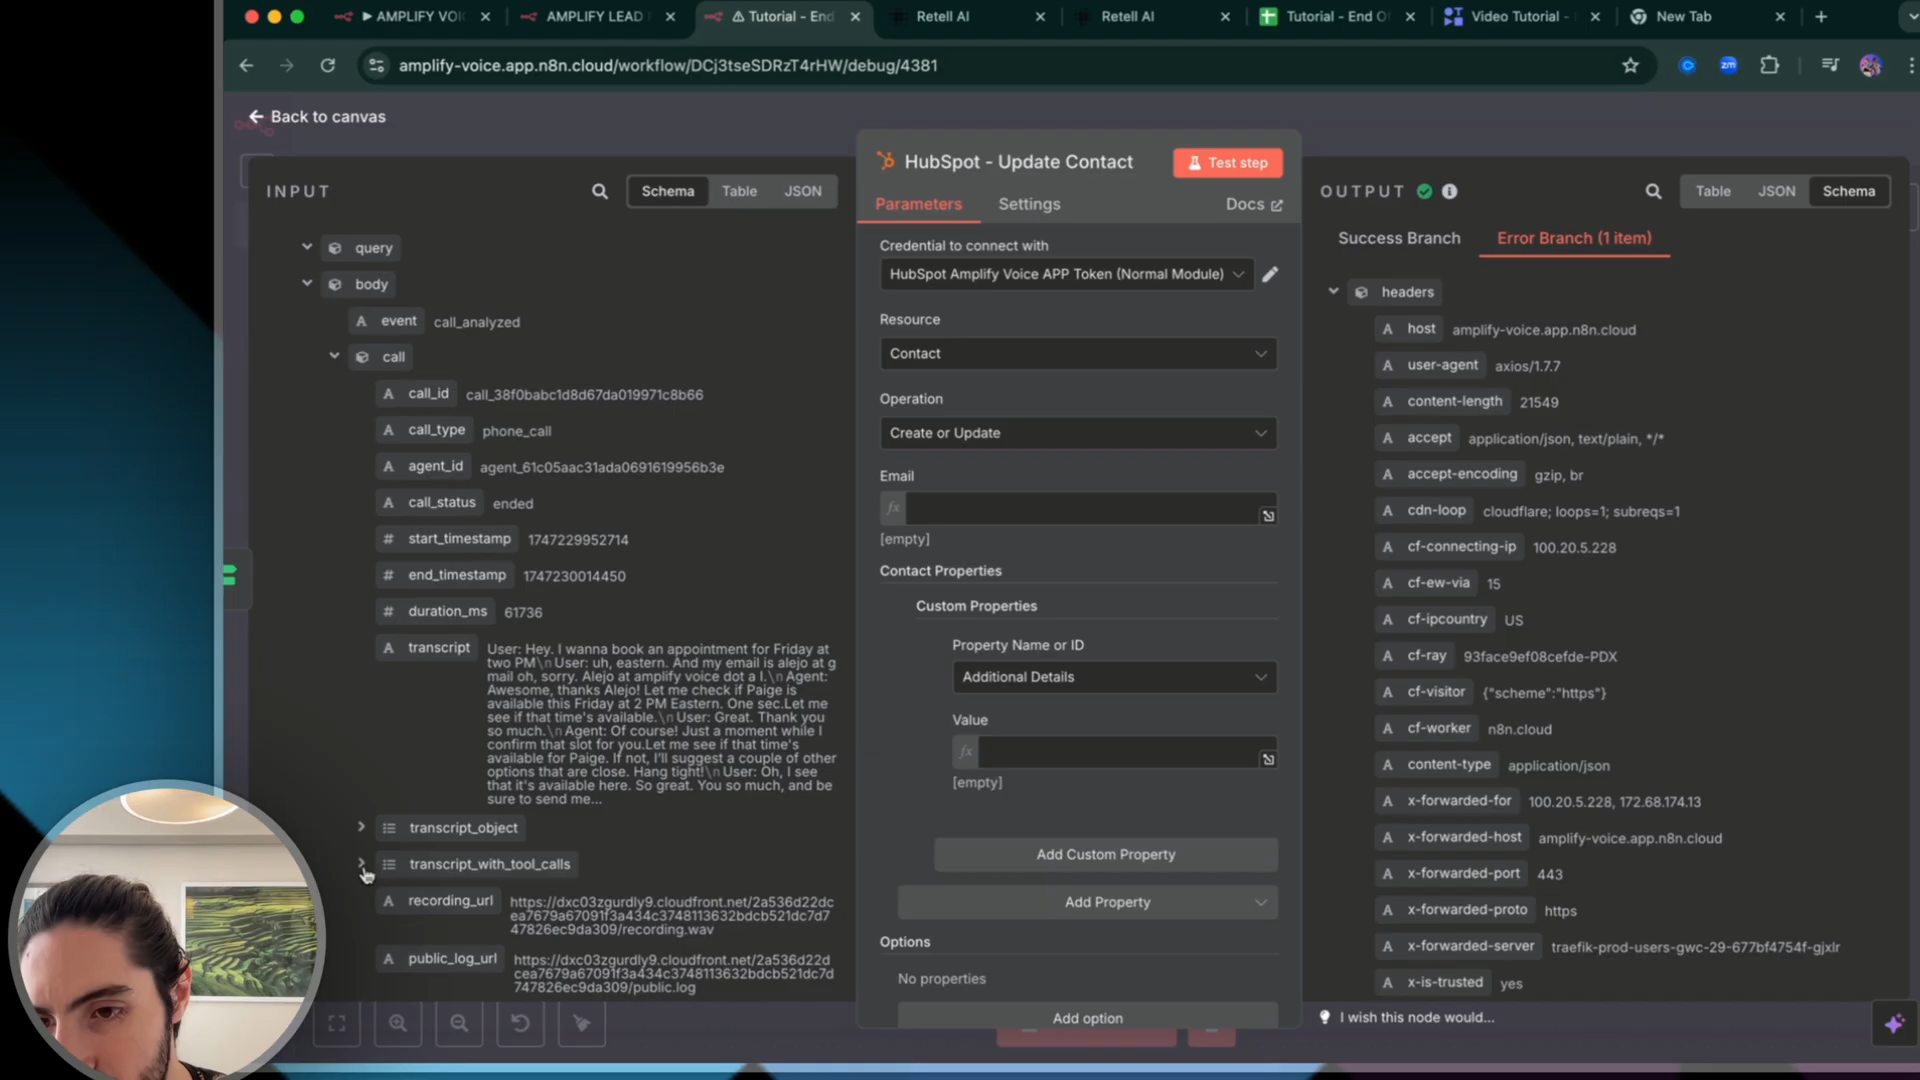 ▶ AMPLIFY VOI
AMPLIFY LEAD
⚠ Tutorial - End
Retell AI
Retell AI
Tutorial - End O
Video Tutorial -
New Tab
amplify-voice.app.n8n.cloud/workflow/DCj3tseSDRzT4rHW/debug/4381
Back to canvas
INPUT
Schema
Table
JSON
query
body
A event call_analyzed
call
A call_id call_38f0babc1d8d67da019971c8b66
A call_type phone_call
A agent_id agent_61c05aac31ada0691619956b3e
A call_status ended
# start_timestamp 1747229952714
# end_timestamp 1747230014450
# duration_ms 61736
A transcript User: Hey. I wanna book an appointment for Friday at
two PM\n User: uh, eastern. And my email is alejo at g
mail oh, sorry. Alejo at amplify voice dot a I.\n Agent:
Awesome, thanks Alejo! Let me check if Paige is
available this Friday at 2 PM Eastern. One sec.Let me
see if that time's available.\n User: Great. Thank you
so much.\n Agent: Of course! Just a moment while I
confirm that slot for you.Let me see if that time's
available for Paige. If not, I'll suggest a couple of other
options that are close. Hang tight!\n User: Oh, I see
that it's available here. So great. You so much, and be
sure to send me...
transcript_object
transcript_with_tool_calls
A recording_url https://dxc03zgurdly9.cloudfront.net/2a536d22dc
ea7679a67091f3a434c3748113632bdcb521dc7d7
47826ec9da309/recording.wav
A public_log_url https://dxc03zgurdly9.cloudfront.net/2a536d22d
cea7679a67091f3a434c3748113632bdcb521dc7d
747826ec9da309/public.log
HubSpot - Update Contact
Test step
Parameters
Settings
Docs
Credential to connect with
HubSpot Amplify Voice APP Token (Normal Module)
Resource
Contact
Operation
Create or Update
Email
fx
[empty]
Contact Properties
Custom Properties
Property Name or ID
Additional Details
Value
fx
[empty]
Add Custom Property
Add Property
Options
No properties
Add option
OUTPUT
Table
JSON
Schema
Success Branch
Error Branch (1 item)
headers
A host amplify-voice.app.n8n.cloud
A user-agent axios/1.7.7
A content-length 21549
A accept application/json, text/plain, */*
A accept-encoding gzip, br
A cdn-loop cloudflare; loops=1; subreqs=1
A cf-connecting-ip 100.20.5.228
A cf-ew-via 15
A cf-ipcountry US
A cf-ray 93face9ef08cefde-PDX
A cf-visitor {"scheme":"https"}
A cf-worker n8n.cloud
A content-type application/json
A x-forwarded-for 100.20.5.228, 172.68.174.13
A x-forwarded-host amplify-voice.app.n8n.cloud
A x-forwarded-port 443
A x-forwarded-proto https
A x-forwarded-server traefik-prod-users-gwc-29-677bf4754f-gjxlr
A x-is-trusted yes
I wish this node would...